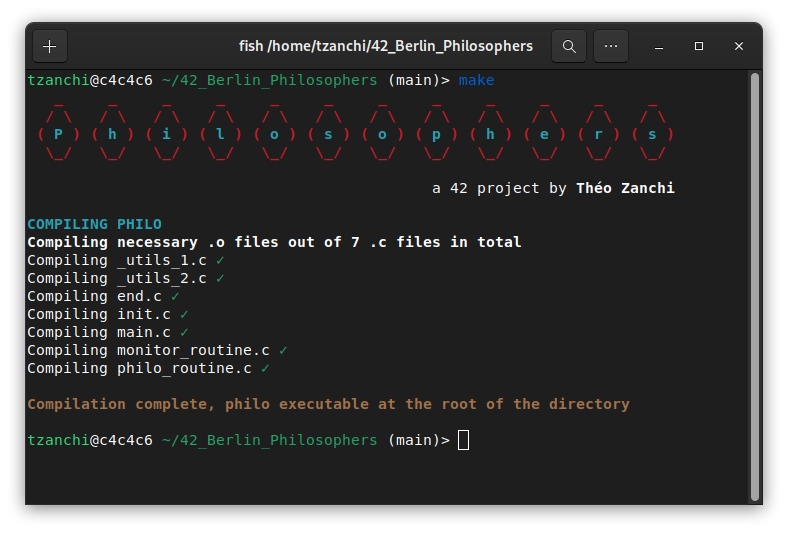 fish /home/tzanchi/42_Berlin_Philosophers
tzanchi@c4c4c6 ~/42_Berlin_Philosophers (main)> make
   _     _     _     _     _     _     _     _     _     _     _     _
  / \   / \   / \   / \   / \   / \   / \   / \   / \   / \   / \   / \
 ( P ) ( h ) ( i ) ( l ) ( o ) ( s ) ( o ) ( p ) ( h ) ( e ) ( r ) ( s )
  \_/   \_/   \_/   \_/   \_/   \_/   \_/   \_/   \_/   \_/   \_/   \_/
a 42 project by Théo Zanchi
COMPILING PHILO
Compiling necessary .o files out of 7 .c files in total
Compiling _utils_1.c ✓
Compiling _utils_2.c ✓
Compiling end.c ✓
Compiling init.c ✓
Compiling main.c ✓
Compiling monitor_routine.c ✓
Compiling philo_routine.c ✓
Compilation complete, philo executable at the root of the directory
tzanchi@c4c4c6 ~/42_Berlin_Philosophers (main)>